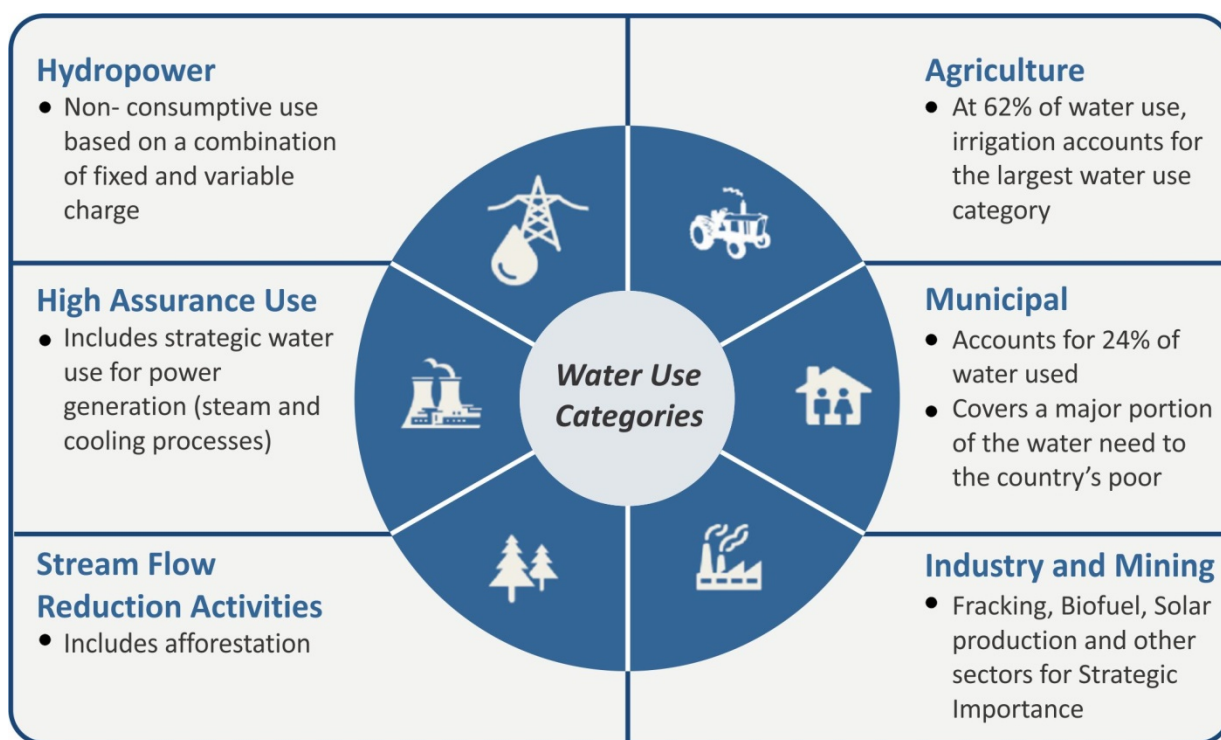 Hydropower
● Non- consumptive use
based on a combination
of fixed and variable
charge
High Assurance Use
● Includes strategic water
use for power
generation (steam and
cooling processes)
Stream Flow
Reduction Activities
● Includes afforestation
Water Use
Categories
Agriculture
● At 62% of water use,
irrigation accounts for
the largest water use
category
Municipal
● Accounts for 24% of
water used
● Covers a major portion
of the water need to
the country’s poor
Industry and Mining
● Fracking, Biofuel, Solar
production and other
sectors for Strategic
Importance